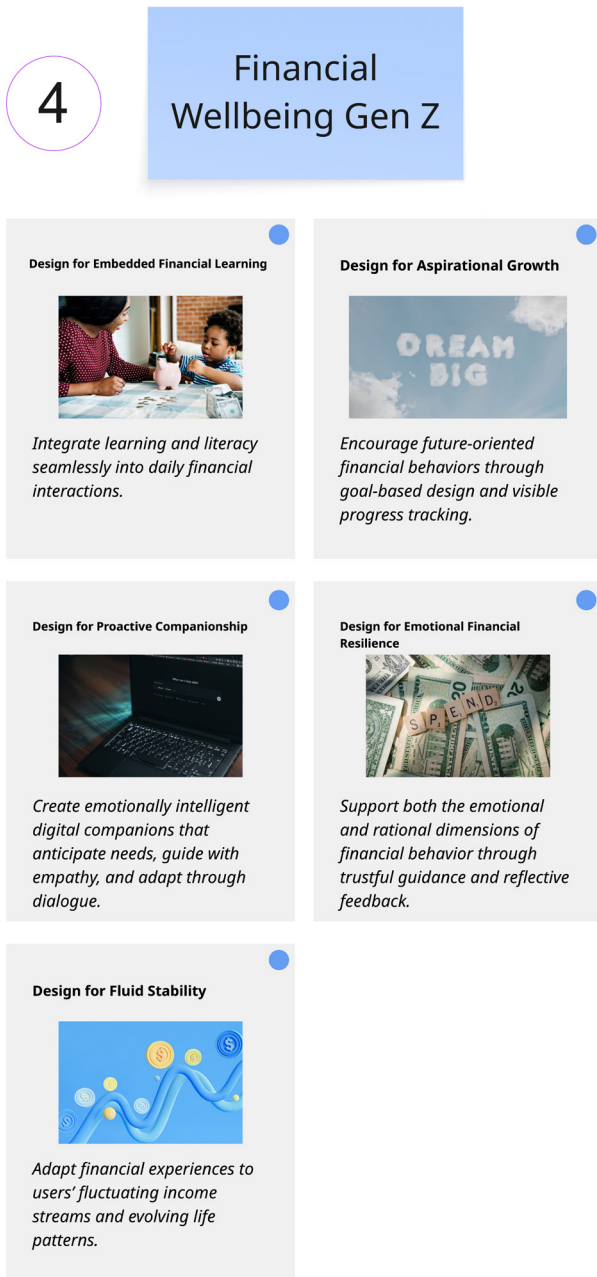 4
Financial
Wellbeing Gen Z
Design for Embedded Financial Learning
Integrate learning and literacy
seamlessly into daily financial
interactions.
Design for Aspirational Growth
DREAM
BIG
Encourage future-oriented
financial behaviors through
goal-based design and visible
progress tracking.
Design for Proactive Companionship
Create emotionally intelligent
digital companions that
anticipate needs, guide with
empathy, and adapt through
dialogue.
Design for Emotional Financial
Resilience
SPEND
Support both the emotional
and rational dimensions of
financial behavior through
trustful guidance and reflective
feedback.
Design for Fluid Stability
Adapt financial experiences to
users’ fluctuating income
streams and evolving life
patterns.